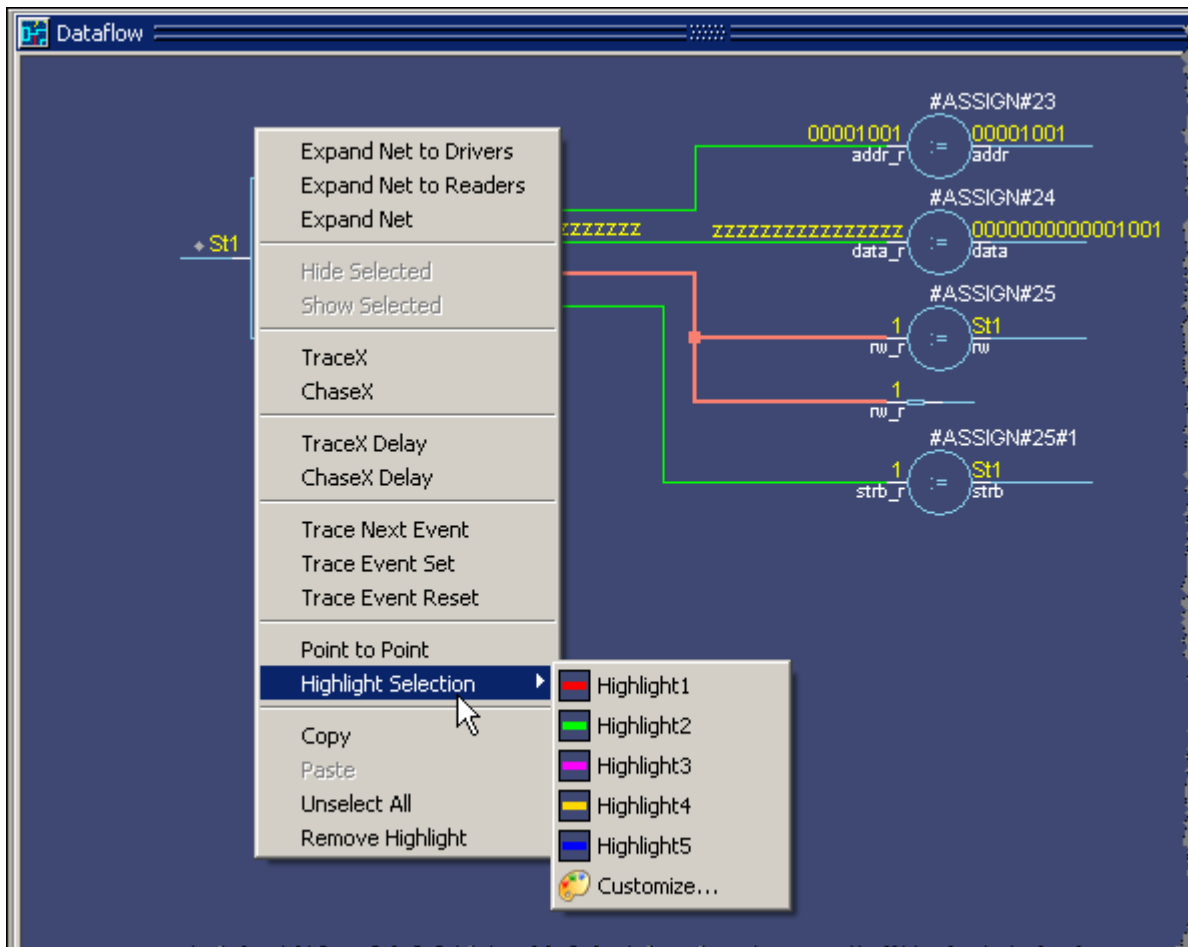 Dataflow
#ASSIGN#23
00001001
00001001
addr_r
:=
addr
#ASSIGN#24
zzzzzzz
zzzzzzzzzzzzzzzz
0000000000001001
data_r
:=
data
St1
#ASSIGN#25
1
St1
rw_r
:=
rw
1
rw_r
#ASSIGN#25#1
1
St1
strb_r
:=
strb
Expand Net to Drivers
Expand Net to Readers
Expand Net
Hide Selected
Show Selected
TraceX
ChaseX
TraceX Delay
ChaseX Delay
Trace Next Event
Trace Event Set
Trace Event Reset
Point to Point
Highlight Selection
Copy
Paste
Unselect All
Remove Highlight
Highlight1
Highlight2
Highlight3
Highlight4
Highlight5
Customize...